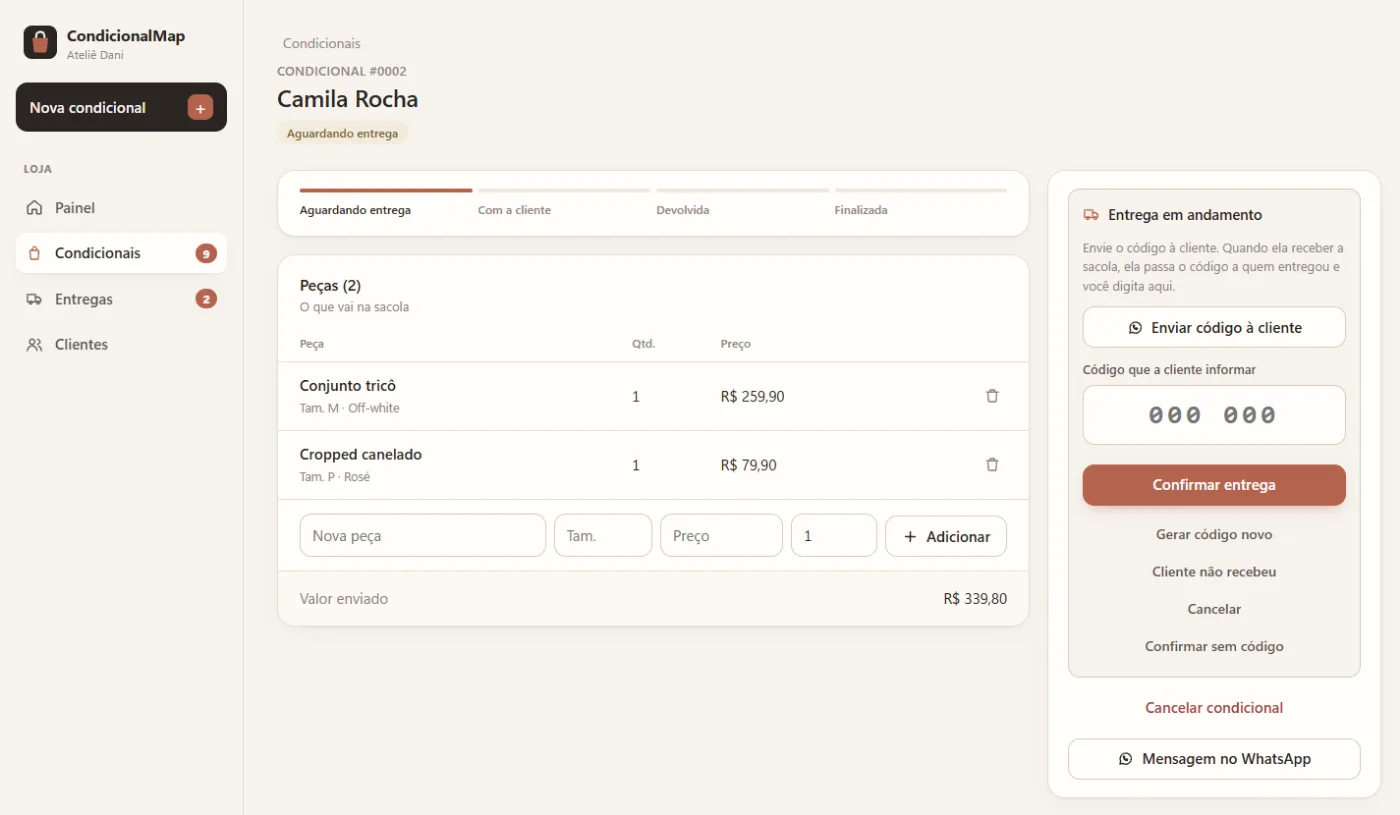 CondicionalMap
Ateliê Dani
Nova condicional +
LOJA
Painel
Condicionais 9
Entregas 2
Clientes
Condicionais
CONDICIONAL #0002
Camila Rocha
Aguardando entrega
Aguardando entrega Com a cliente Devolvida Finalizada
Peças (2)
O que vai na sacola
Peça Qtd. Preço
Conjunto tricô
Tam. M · Off-white
1 R$ 259,90
Cropped canelado
Tam. P · Rosé
1 R$ 79,90
Nova peça Tam. Preço 1 + Adicionar
Valor enviado R$ 339,80
Entrega em andamento
Envie o código à cliente. Quando ela receber a
sacola, ela passa o código a quem entregou e
você digita aqui.
Enviar código à cliente
Código que a cliente informar
000 000
Confirmar entrega
Gerar código novo
Cliente não recebeu
Cancelar
Confirmar sem código
Cancelar condicional
Mensagem no WhatsApp